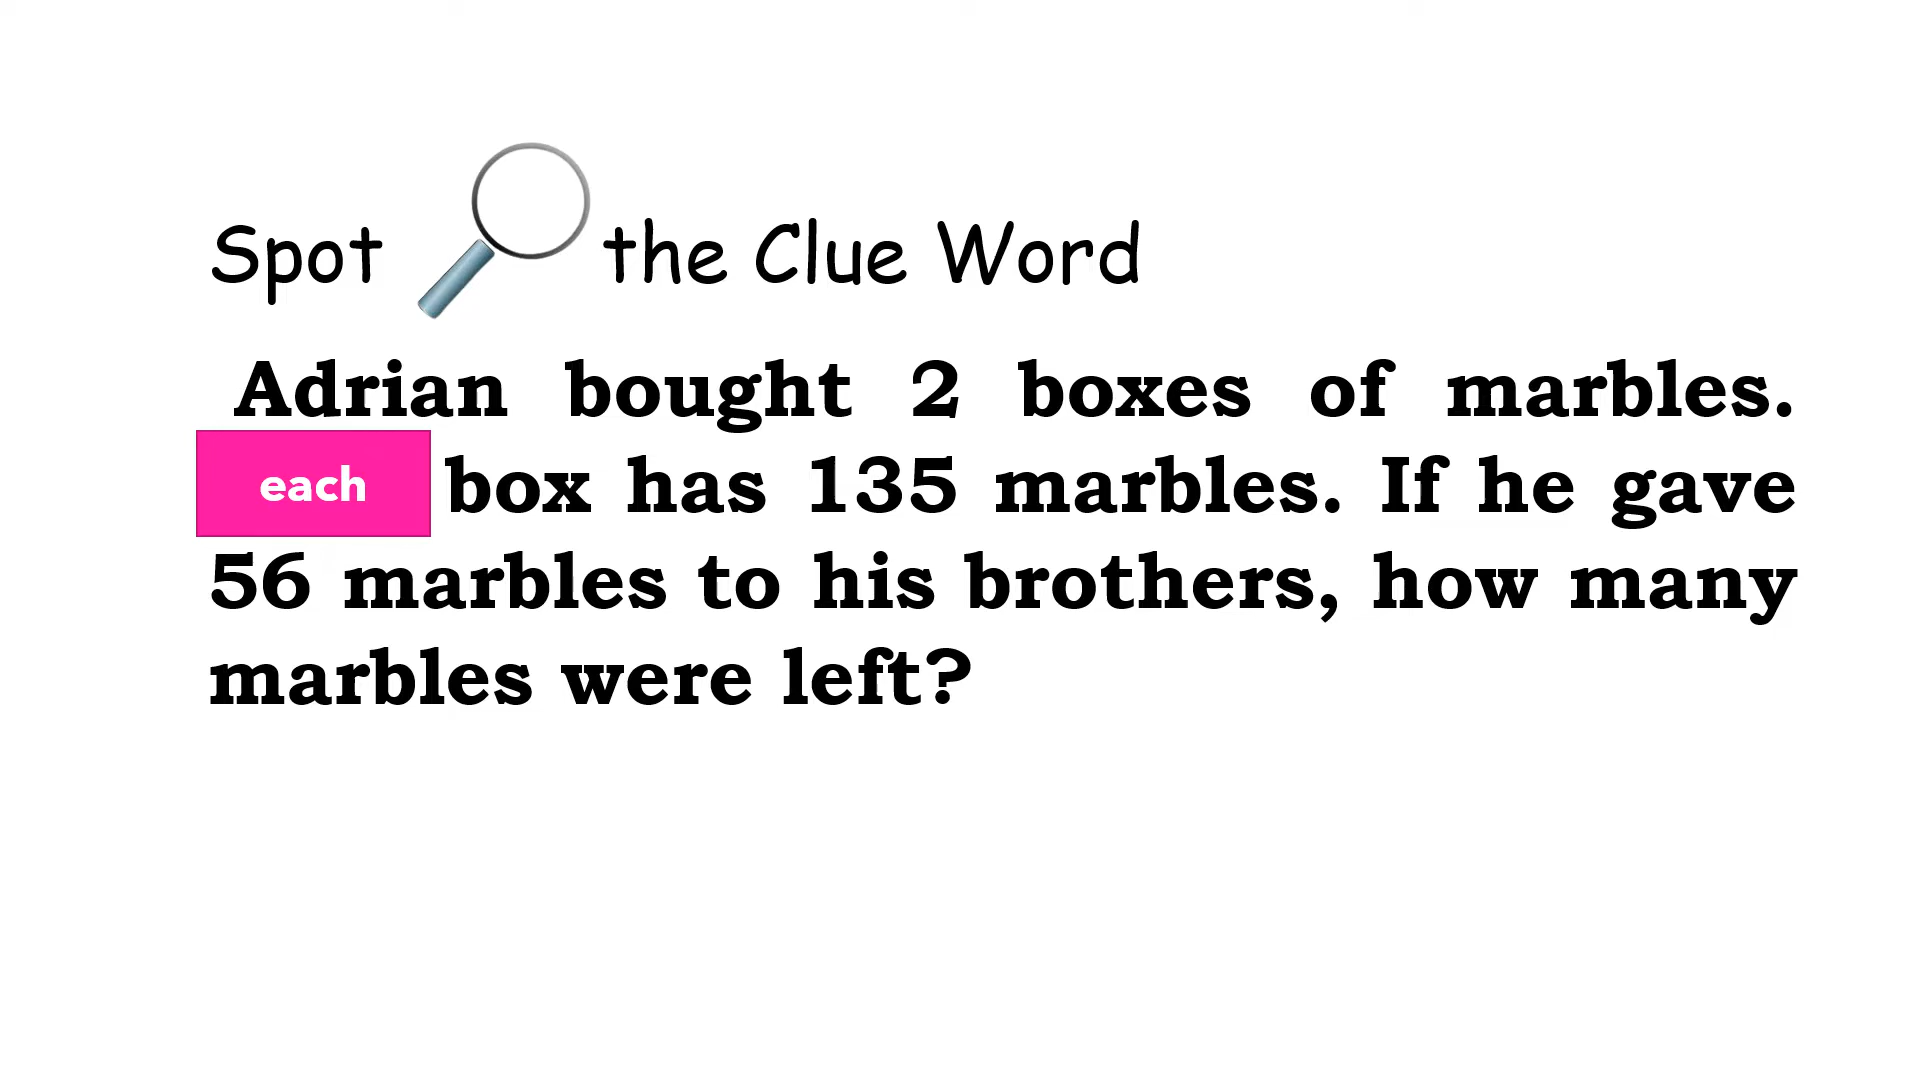 Spot the Clue Word
Adrian bought 2 boxes of marbles.
each box has 135 marbles. If he gave
56 marbles to his brothers, how many
marbles were left?